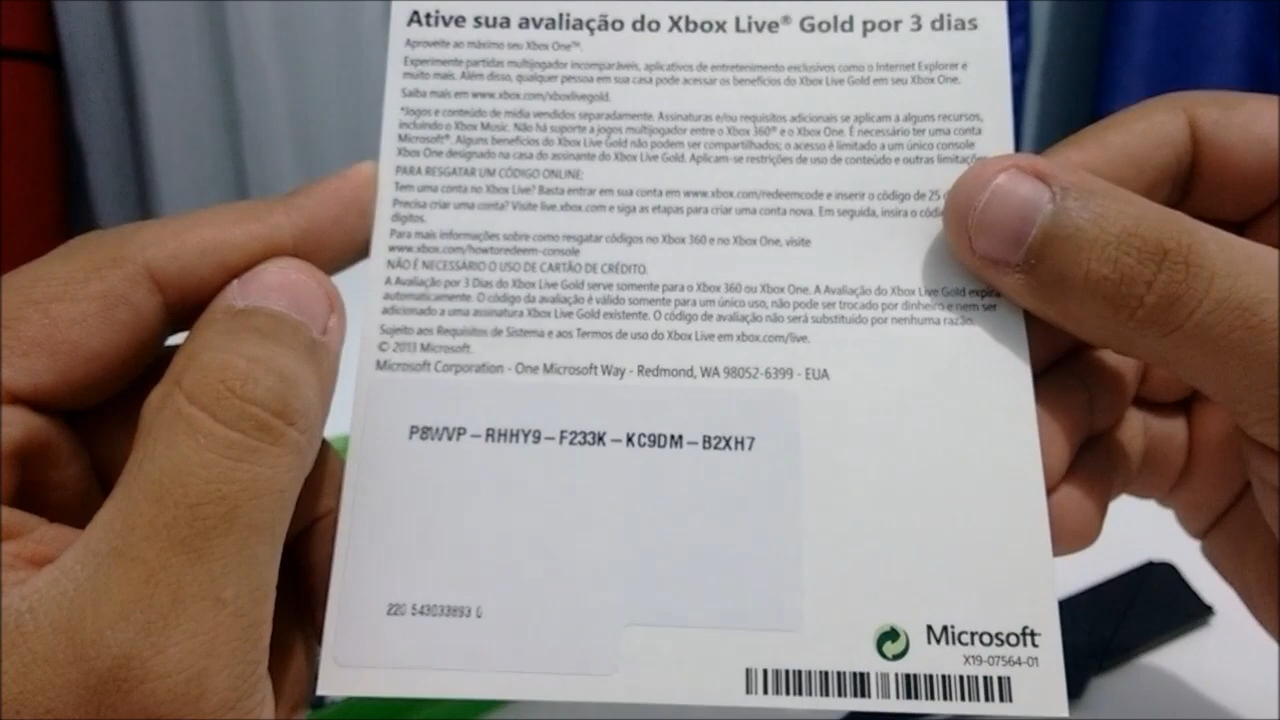 Ative sua avaliação do Xbox Live® Gold por 3 dias
Aproveite ao máximo seu Xbox One™.
Experimente partidas multijogador incomparáveis, aplicativos de entretenimento exclusivos como o Internet Explorer e
muito mais. Além disso, qualquer pessoa em sua casa pode acessar os benefícios do Xbox Live Gold em seu Xbox One.
Saiba mais em www.xbox.com/xboxlivegold.
*Jogos e conteúdo de mídia vendidos separadamente. Assinaturas e/ou requisitos adicionais se aplicam a alguns recursos,
incluindo o Xbox Music. Não há suporte a jogos multijogador entre o Xbox 360® e o Xbox One. É necessário ter uma conta
Microsoft®. Alguns benefícios do Xbox Live Gold não podem ser compartilhados; o acesso é limitado a um único console
Xbox One designado na casa do assinante do Xbox Live Gold. Aplicam-se restrições de uso de conteúdo e outras
PARA RESGATAR UM CÓDIGO ONLINE:
Tem uma conta no Xbox Live? Basta entrar em sua conta em www.xbox.com/redeemcode e inserir o código de 25
Precisa criar uma conta? Visite live.xbox.com e siga as etapas para criar uma conta nova. Em seguida, insira o
dígitos.
Para mais informações sobre como resgatar códigos no Xbox 360 e no Xbox One, visite
www.xbox.com/howtoredeem-console
NÃO É NECESSÁRIO O USO DE CARTÃO DE CRÉDITO.
A Avaliação por 3 Dias do Xbox Live Gold serve somente para o Xbox 360 ou Xbox One. A Avaliação do Xbox Live Gold expira
automaticamente. O código da avaliação é válido somente para um único uso, não pode ser trocado por dinheiro e nem ser
adicionado a uma assinatura Xbox Live Gold existente. O código de avaliação não será substituído por nenhuma razão.
Sujeito aos Requisitos de Sistema e aos Termos de uso do Xbox Live em xbox.com/live.
© 2013 Microsoft.
Microsoft Corporation - One Microsoft Way - Redmond, WA 98052-6399 - EUA
P8WVP – RHHY9 – F233K – KC9DM – B2XH7
220 543033893 0
Microsoft
X19-07564-01